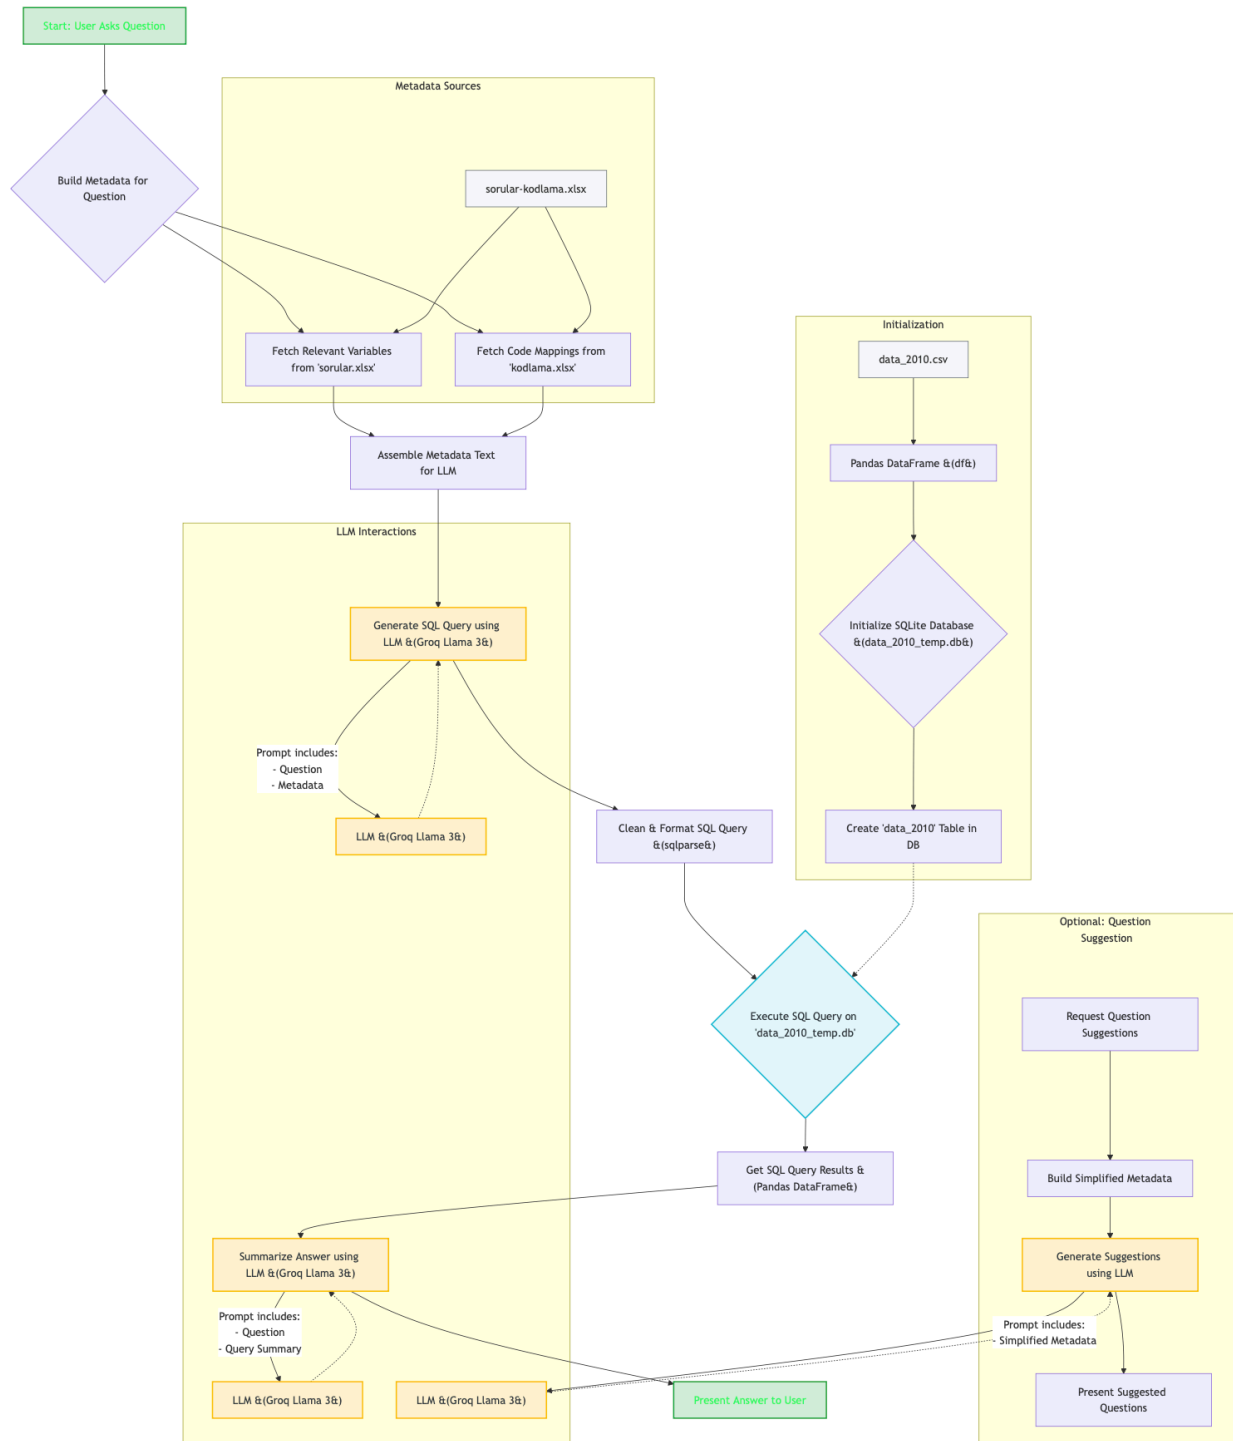 Start: User Asks Question
Metadata Sources
Build Metadata for
Question
sorular-kodlama.xlsx
Fetch Relevant Variables
from 'sorular.xlsx'
Fetch Code Mappings from
'kodlama.xlsx'
Initialization
data_2010.csv
Assemble Metadata Text
for LLM
Pandas DataFrame &(df&)
LLM Interactions
Generate SQL Query using
LLM &(Groq Llama 3&)
Initialize SQLite Database
&(data_2010_temp.db&)
Prompt includes:
- Question
- Metadata
LLM &(Groq Llama 3&)
Clean & Format SQL Query
&(sqlparse&)
Create 'data_2010' Table in
DB
Optional: Question
Suggestion
Execute SQL Query on
'data_2010_temp.db'
Request Question
Suggestions
Get SQL Query Results &
(Pandas DataFrame&)
Build Simplified Metadata
Summarize Answer using
LLM &(Groq Llama 3&)
Generate Suggestions
using LLM
Prompt includes:
- Question
- Query Summary
Prompt includes:
- Simplified Metadata
LLM &(Groq Llama 3&)
LLM &(Groq Llama 3&)
Present Answer to User
Present Suggested
Questions